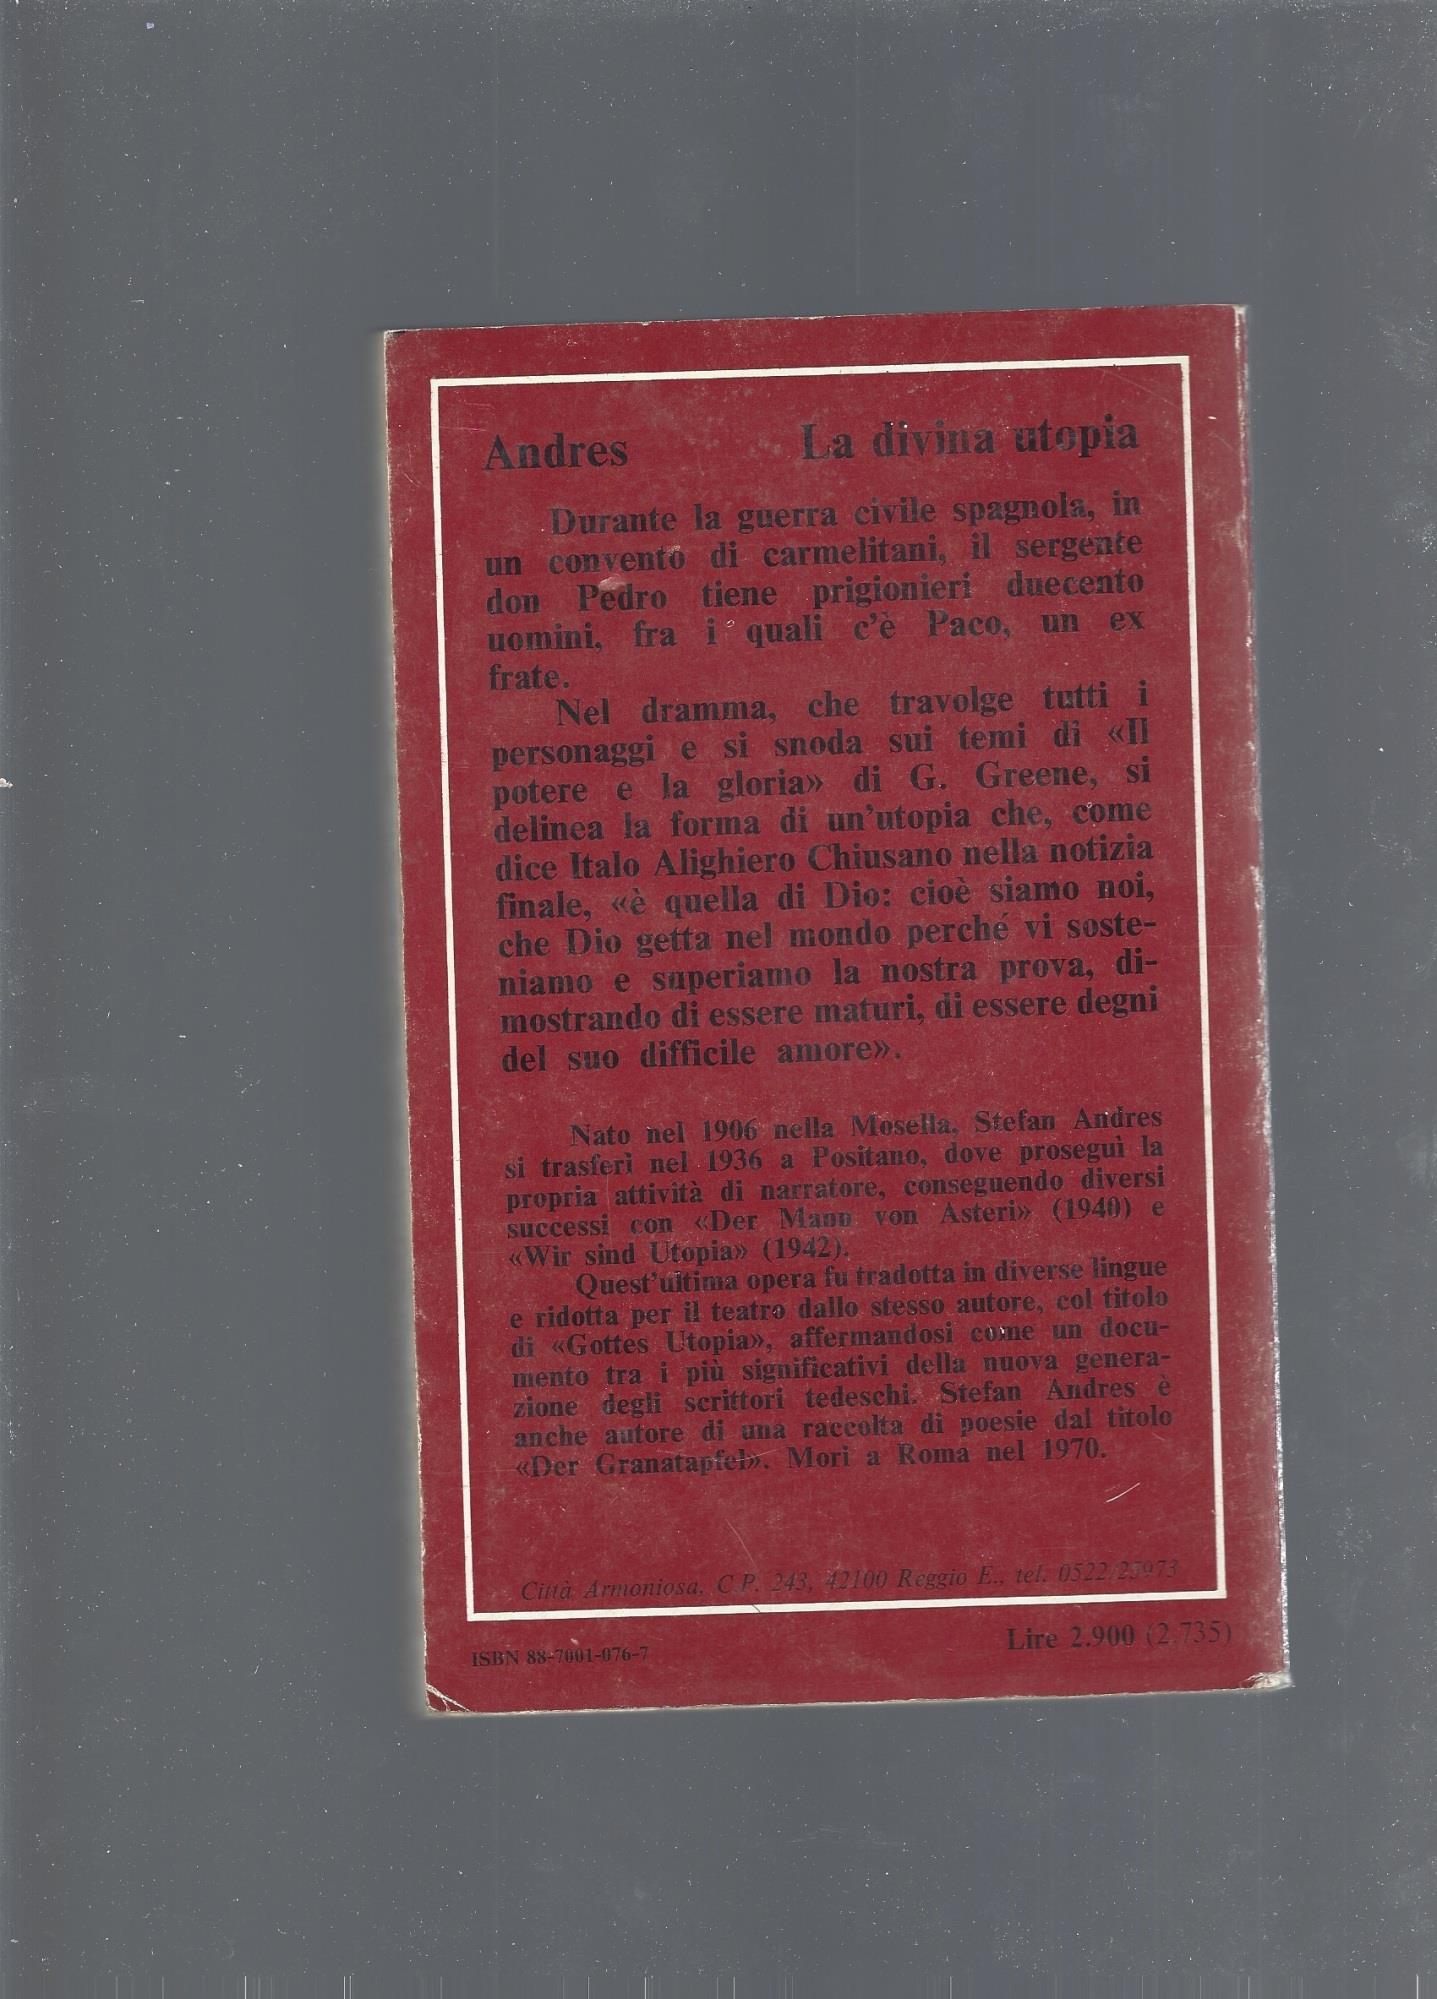 Andres La divina utopia
Durante la guerra civile spagnola, in
un convento di carmelitani, il sergente
don Pedro tiene prigionieri duecento
uomini, fra i quali c'è Paco, un ex
frate.
Nel dramma, che travolge tutti i
personaggi e si snoda sui temi di «Il
potere e la gloria» di G. Greene, si
delinea la forma di un'utopia che, come
dice Italo Alighiero Chiusano nella notizia
finale, «è quella di Dio: cioè siamo noi,
che Dio getta nel mondo perché vi soste-
niamo e superiamo la nostra prova, di-
mostrando di essere maturi, di essere degni
del suo difficile amore».
Nato nel 1906 nella Mosella, Stefan Andres
si trasferì nel 1936 a Positano, dove proseguì la
propria attività di narratore, conseguendo diversi
successi con «Der Mann von Asteri» (1940) e
«Wir sind Utopia» (1942).
Quest'ultima opera fu tradotta in diverse lingue
e ridotta per il teatro dallo stesso autore, col titolo
di «Gottes Utopia», affermandosi come un docu-
mento tra i più significativi della nuova genera-
zione degli scrittori tedeschi. Stefan Andres è
anche autore di una raccolta di poesie dal titolo
«Der Granatapfel». Morì a Roma nel 1970.
Città Armoniosa, C.P. 243, 42100 Reggio E., tel. 0522/25973
Lire 2.900 (2.735)
ISBN 88-7001-076-7